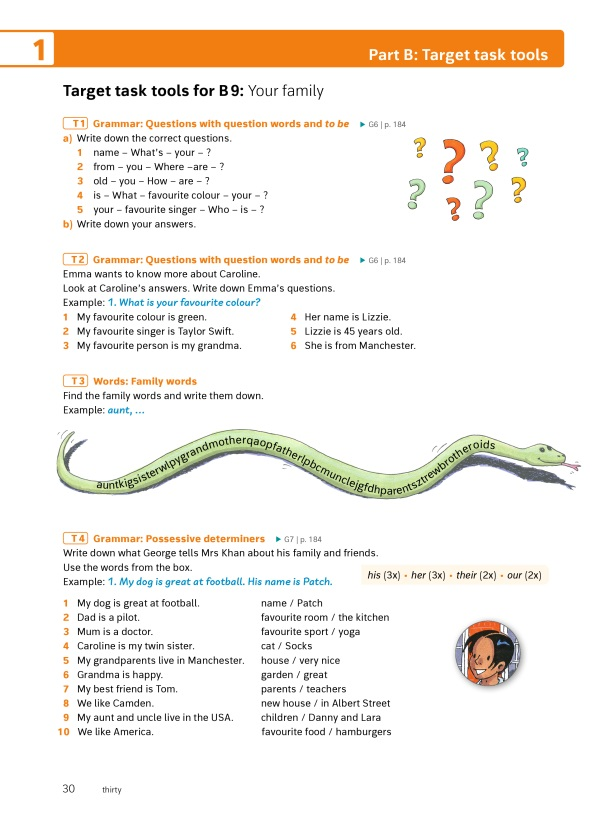 1
Part B: Target task tools
Target task tools for B 9: Your family
T 1 Grammar: Questions with question words and to be ▶ G6 | p. 184
a) Write down the correct questions.
1 name – What's – your – ?
2 from – you – Where –are – ?
3 old – you – How – are – ?
4 is – What – favourite colour – your – ?
5 your – favourite singer – Who – is – ?
b) Write down your answers.
? ? ? ? ? ? ? ?
T 2 Grammar: Questions with question words and to be ▶ G6 | p. 184
Emma wants to know more about Caroline.
Look at Caroline's answers. Write down Emma's questions.
Example: 1. What is your favourite colour?
1 My favourite colour is green.
2 My favourite singer is Taylor Swift.
3 My favourite person is my grandma.
4 Her name is Lizzie.
5 Lizzie is 45 years old.
6 She is from Manchester.
T 3 Words: Family words
Find the family words and write them down.
Example: aunt, ...
auntkigsisterwlpygrandmotherqaopfatherlpbcmunclejgfdhparentsztrewbrotheroids
T 4 Grammar: Possessive determiners ▶ G7 | p. 184
Write down what George tells Mrs Khan about his family and friends.
Use the words from the box.
Example: 1. My dog is great at football. His name is Patch.
his (3x) • her (3x) • their (2x) • our (2x)
1 My dog is great at football. name / Patch
2 Dad is a pilot. favourite room / the kitchen
3 Mum is a doctor. favourite sport / yoga
4 Caroline is my twin sister. cat / Socks
5 My grandparents live in Manchester. house / very nice
6 Grandma is happy. garden / great
7 My best friend is Tom. parents / teachers
8 We like Camden. new house / in Albert Street
9 My aunt and uncle live in the USA. children / Danny and Lara
10 We like America. favourite food / hamburgers
30 thirty